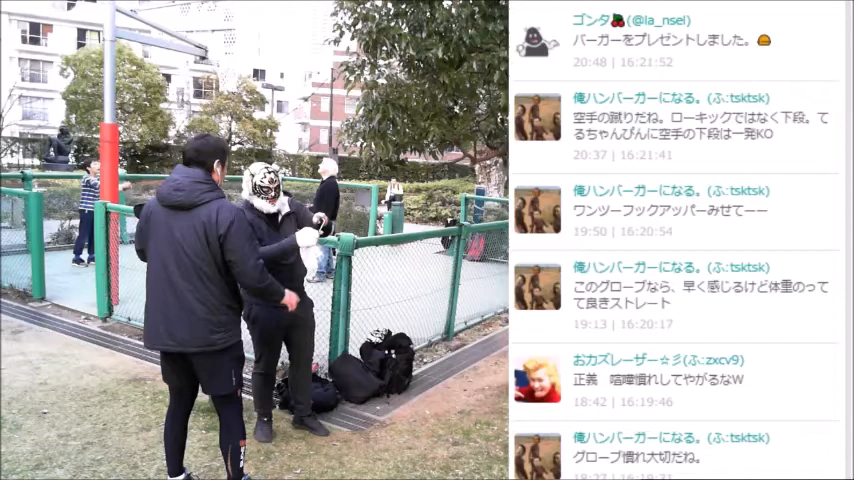 ゴンタ🍒(@la_nsei)
バーガーをプレゼントしました。🍔
20:48 | 16:21:52
俺ハンバーガーになる。(ふ:tsktsk)
空手の蹴りだね。ローキックではなく下段。て
るちゃんぴんに空手の下段は一発KO
20:37 | 16:21:41
俺ハンバーガーになる。(ふ:tsktsk)
ワンツーフックアッパーみせてーー
19:50 | 16:20:54
俺ハンバーガーになる。(ふ:tsktsk)
このグローブなら、早く感じるけど体重のって
て良きストレート
19:13 | 16:20:17
おカズレーザー☆彡(ふ:zxcv9)
正義　喧嘩慣れしてやがるなW
18:42 | 16:19:46
俺ハンバーガーになる。(ふ:tsktsk)
グローブ慣れ大切だね。
18:27 | 16:19:31